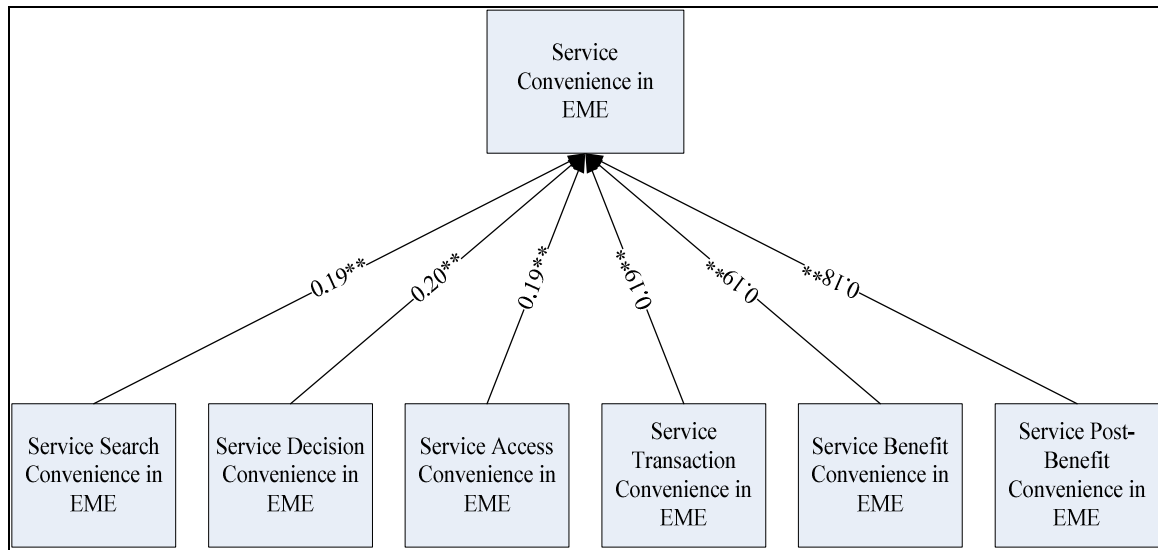 Service
Convenience in
EME
0.19**
0.20**
0.19**
0.19**
0.19**
0.18**
Service Search
Convenience in
EME
Service Decision
Convenience in
EME
Service Access
Convenience in
EME
Service
Transaction
Convenience in
EME
Service Benefit
Convenience in
EME
Service Post-
Benefit
Convenience in
EME